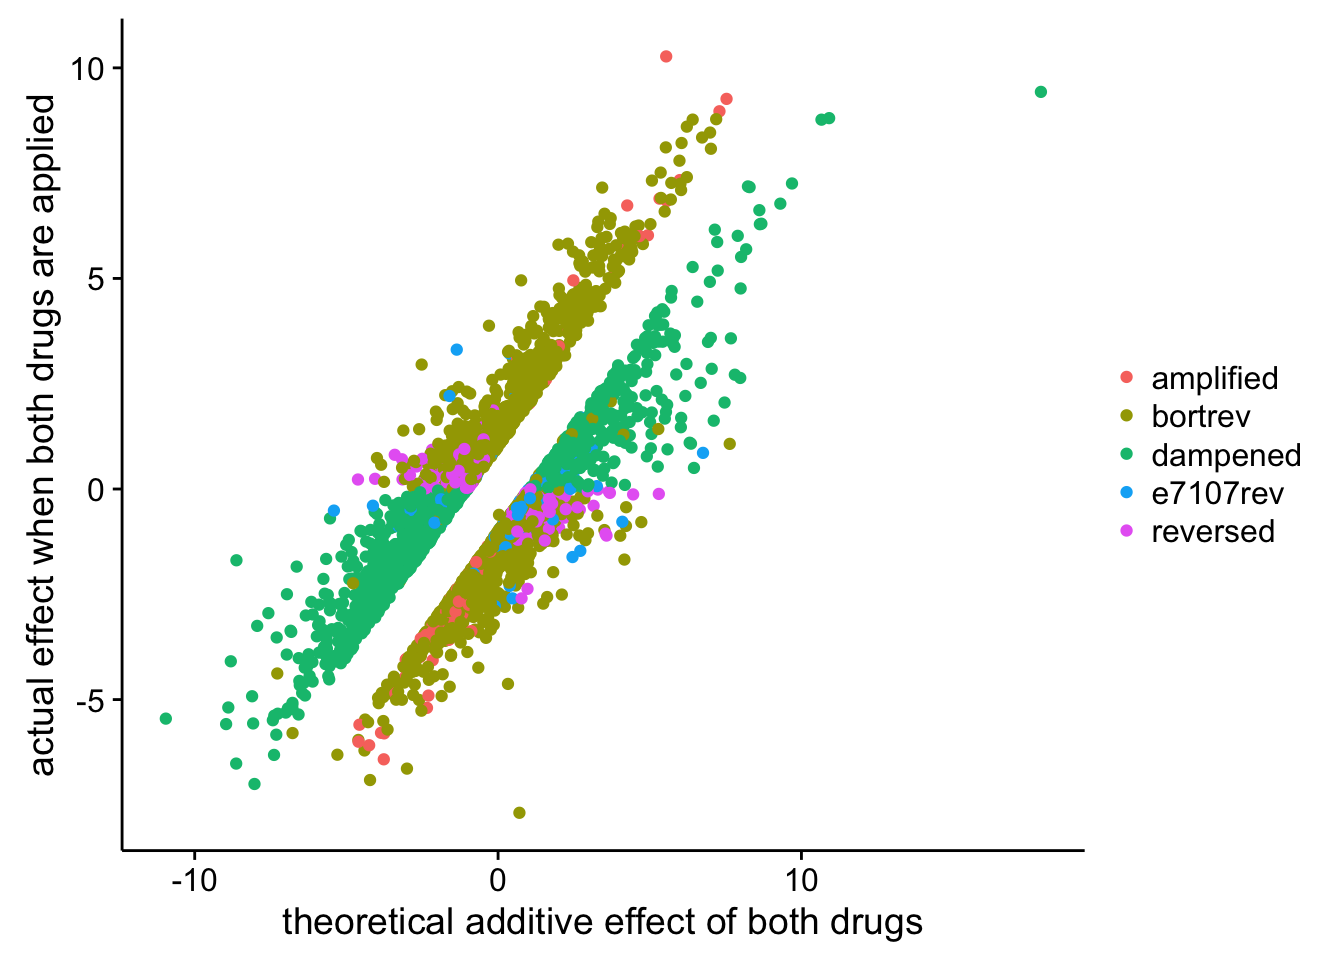 actual effect when both drugs are applied
10
5
0
-5
-10
0
10
theoretical additive effect of both drugs
amplified
bortrev
dampened
e7107rev
reversed